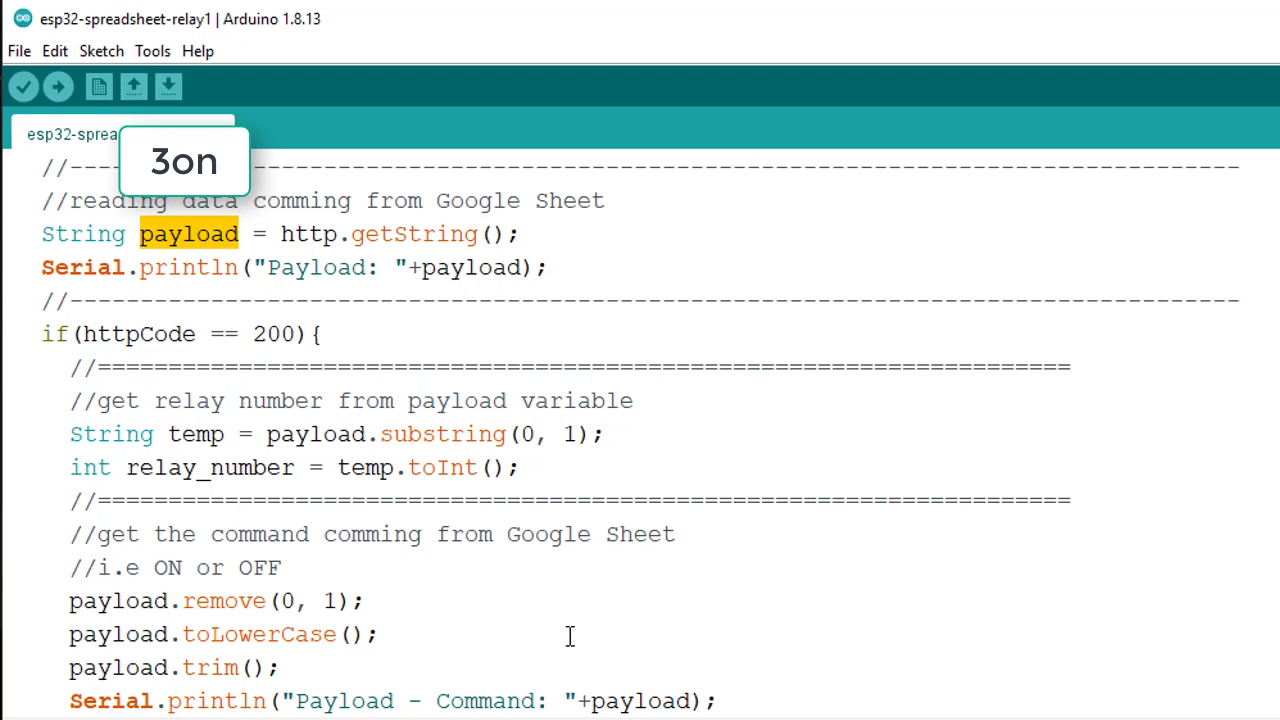 esp32-spreadsheet-relay1 | Arduino 1.8.13
File Edit Sketch Tools Help
esp32-sprea
3on
//-----------------------------------------------------------------------------------
//reading data comming from Google Sheet
String payload = http.getString();
Serial.println("Payload: "+payload);
//-----------------------------------------------------------------------------------
if(httpCode == 200){
//=====================================================================
//get relay number from payload variable
String temp = payload.substring(0, 1);
int relay_number = temp.toInt();
//=====================================================================
//get the command comming from Google Sheet
//i.e ON or OFF
payload.remove(0, 1);
payload.toLowerCase();
payload.trim();
Serial.println("Payload - Command: "+payload);